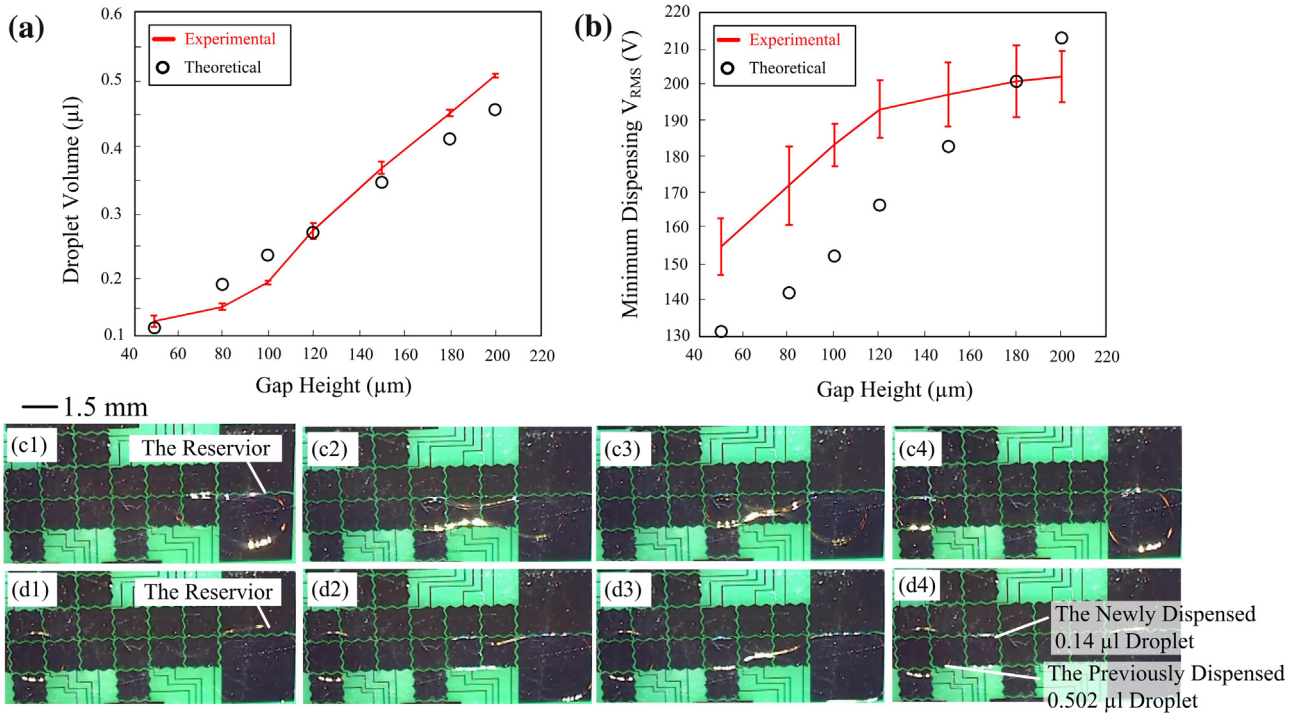 (a)
0.6
0.5
0.4
0.3
0.2
0.1
Droplet Volume (µl)
Experimental
Theoretical
40 60 80 100 120 140 160 180 200 220
Gap Height (µm)
(b)
220
210
200
190
180
170
160
150
140
130
Minimum Dispensing VRMS (V)
Experimental
Theoretical
40 60 80 100 120 140 160 180 200 220
Gap Height (µm)
1.5 mm
(c1)
The Reservior
(c2)
(c3)
(c4)
(d1)
The Reservior
(d2)
(d3)
(d4)
The Newly Dispensed
0.14 µl Droplet
The Previously Dispensed
0.502 µl Droplet